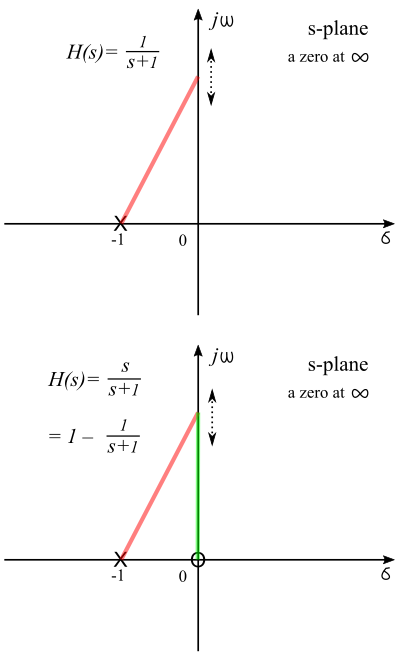 jω
s-plane
H(s)= 1/(s+1)
a zero at ∞
X
-1
0
σ
jω
s-plane
H(s)= s/(s+1)
a zero at ∞
= 1 – 1/(s+1)
X
-1
0
σ